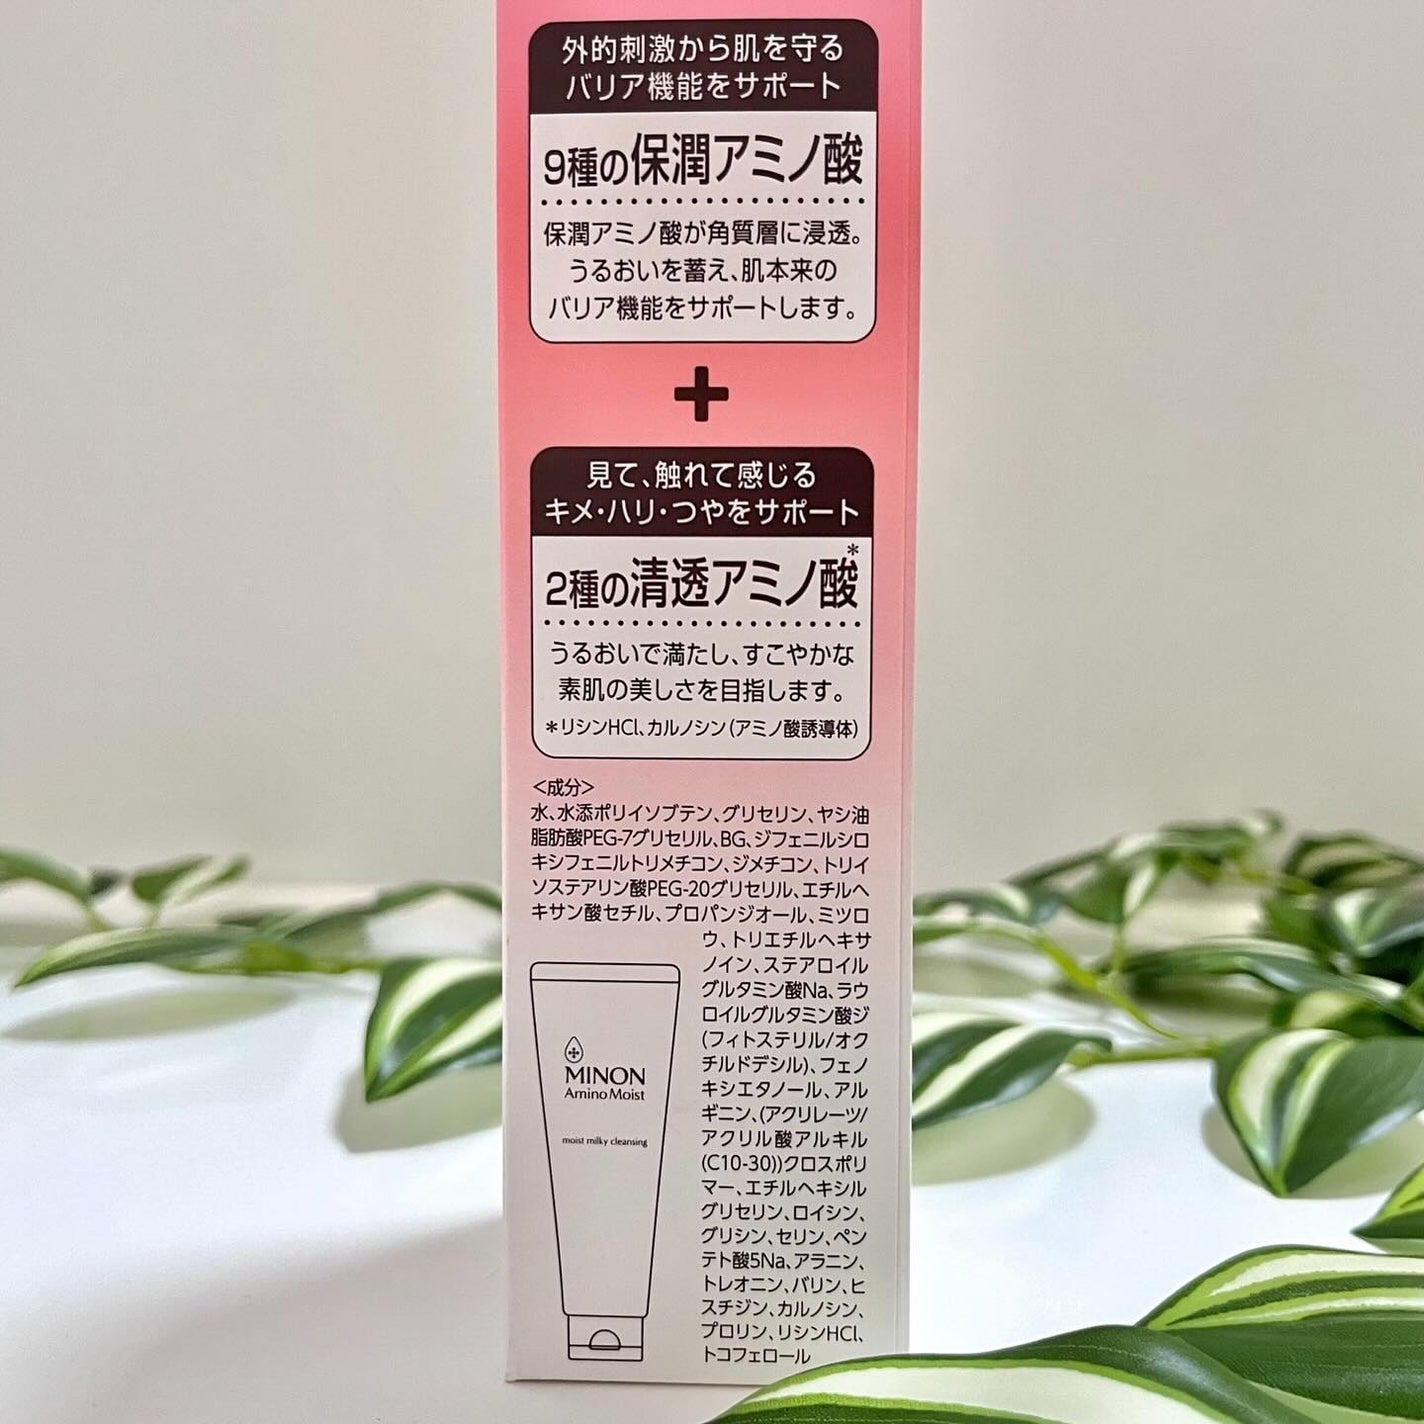 外的刺激から肌を守る
バリア機能をサポート
9種の保潤アミノ酸
保潤アミノ酸が角質層に浸透。
うるおいを蓄え、肌本来の
バリア機能をサポートします。
+
見て、触れて感じる
キメ・ハリ・つやをサポート
2種の清透アミノ酸*
うるおいで満たし、すこやかな
素肌の美しさを目指します。
*リシンHCl、カルノシン(アミノ酸誘導体)
<成分>
水、水添ポリイソブテン、グリセリン、ヤシ油
脂肪酸PEG-7グリセリル、BG、ジフェニルシロ
キシフェニルトリメチコン、ジメチコン、トリイ
ソステアリン酸PEG-20グリセリル、エチルヘ
キサン酸セチル、プロパンジオール、ミツロ
ウ、トリエチルヘキサ
ノイン、ステアロイル
グルタミン酸Na、ラウ
ロイルグルタミン酸ジ
(フィトステリル/オク
チルドデシル)、フェノ
キシエタノール、アル
ギニン、(アクリレーツ/
アクリル酸アルキル
(C10-30))クロスポリ
マー、エチルヘキシル
グリセリン、ロイシン、
グリシン、セリン、ペン
テト酸5Na、アラニン、
トレオニン、バリン、ヒ
スチジン、カルノシン、
プロリン、リシンHCl、
トコフェロール
MINON
Amino Moist
moist milky cleansing